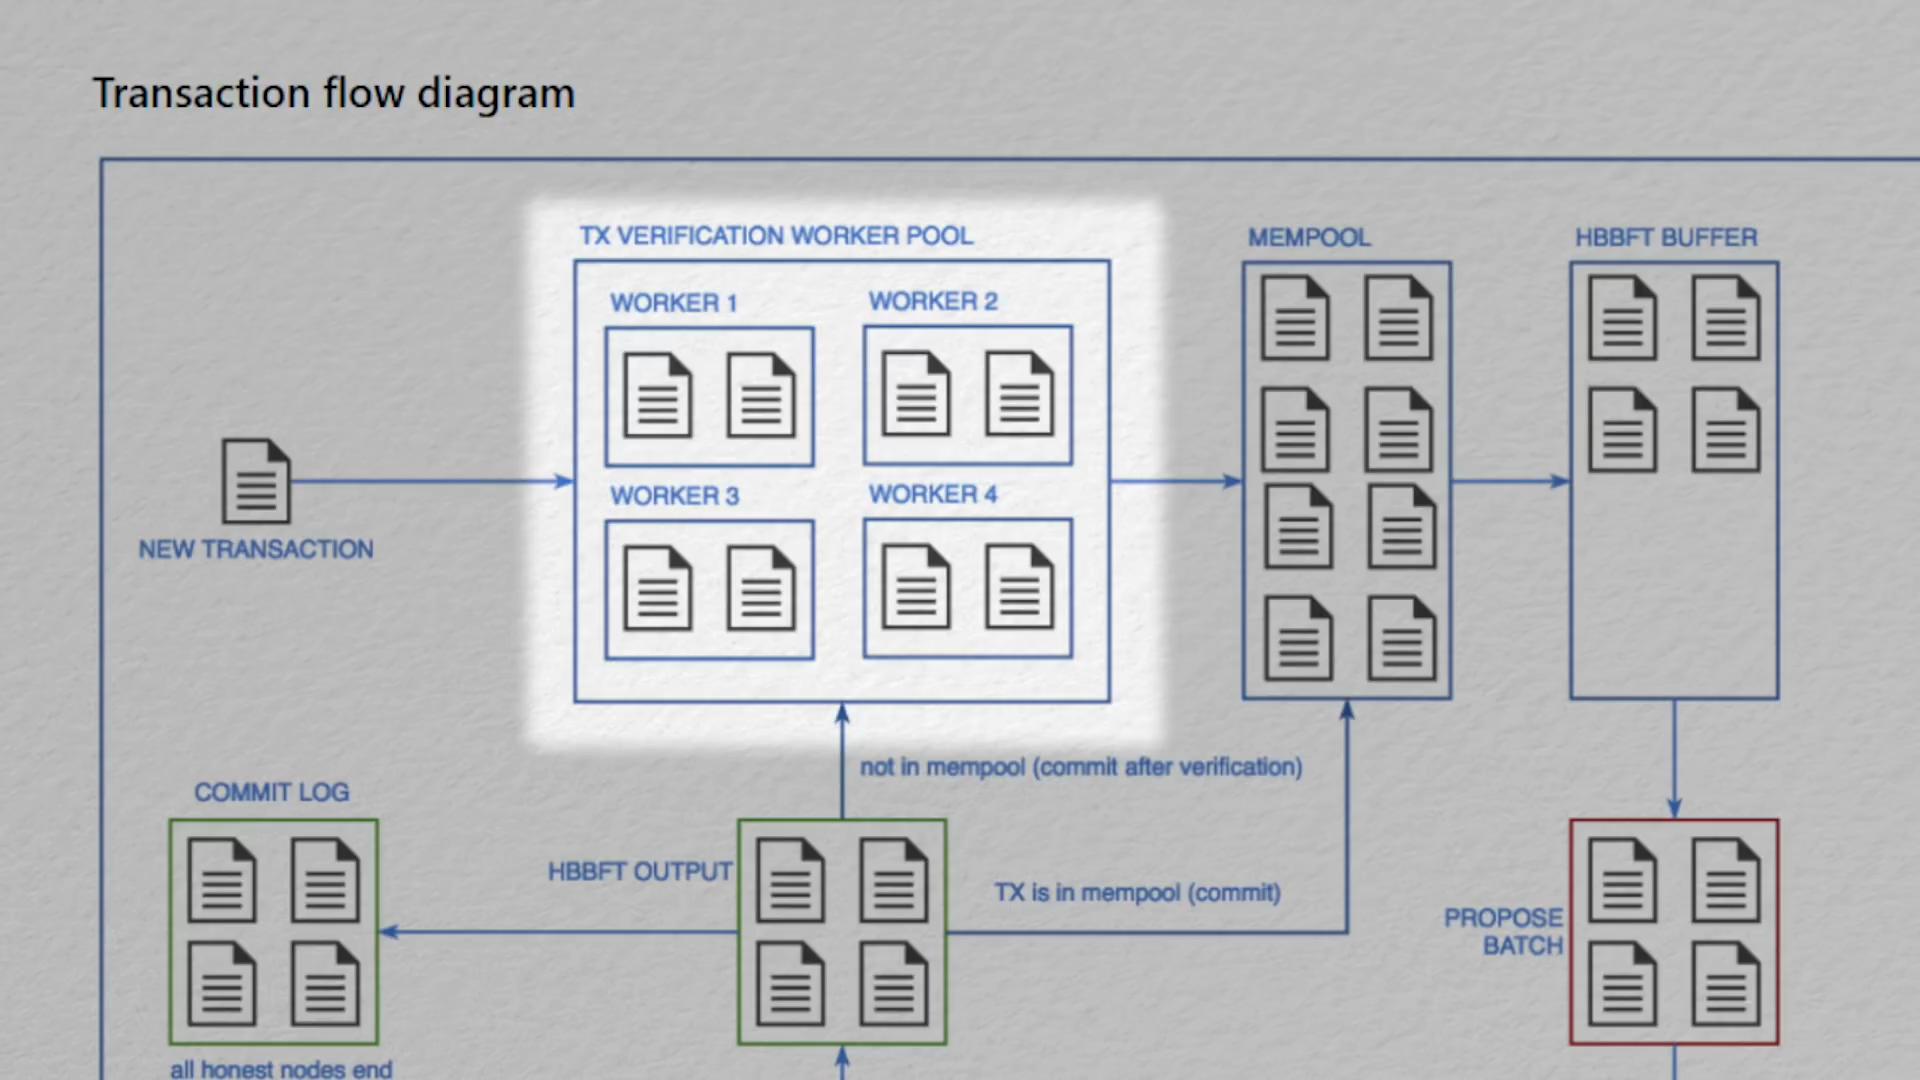 Transaction flow diagram
TX VERIFICATION WORKER POOL
MEMPOOL
HBBFT BUFFER
WORKER 1
WORKER 2
WORKER 3
WORKER 4
NEW TRANSACTION
not in mempool (commit after verification)
COMMIT LOG
HBBFT OUTPUT
TX is in mempool (commit)
PROPOSE
BATCH
all honest nodes end